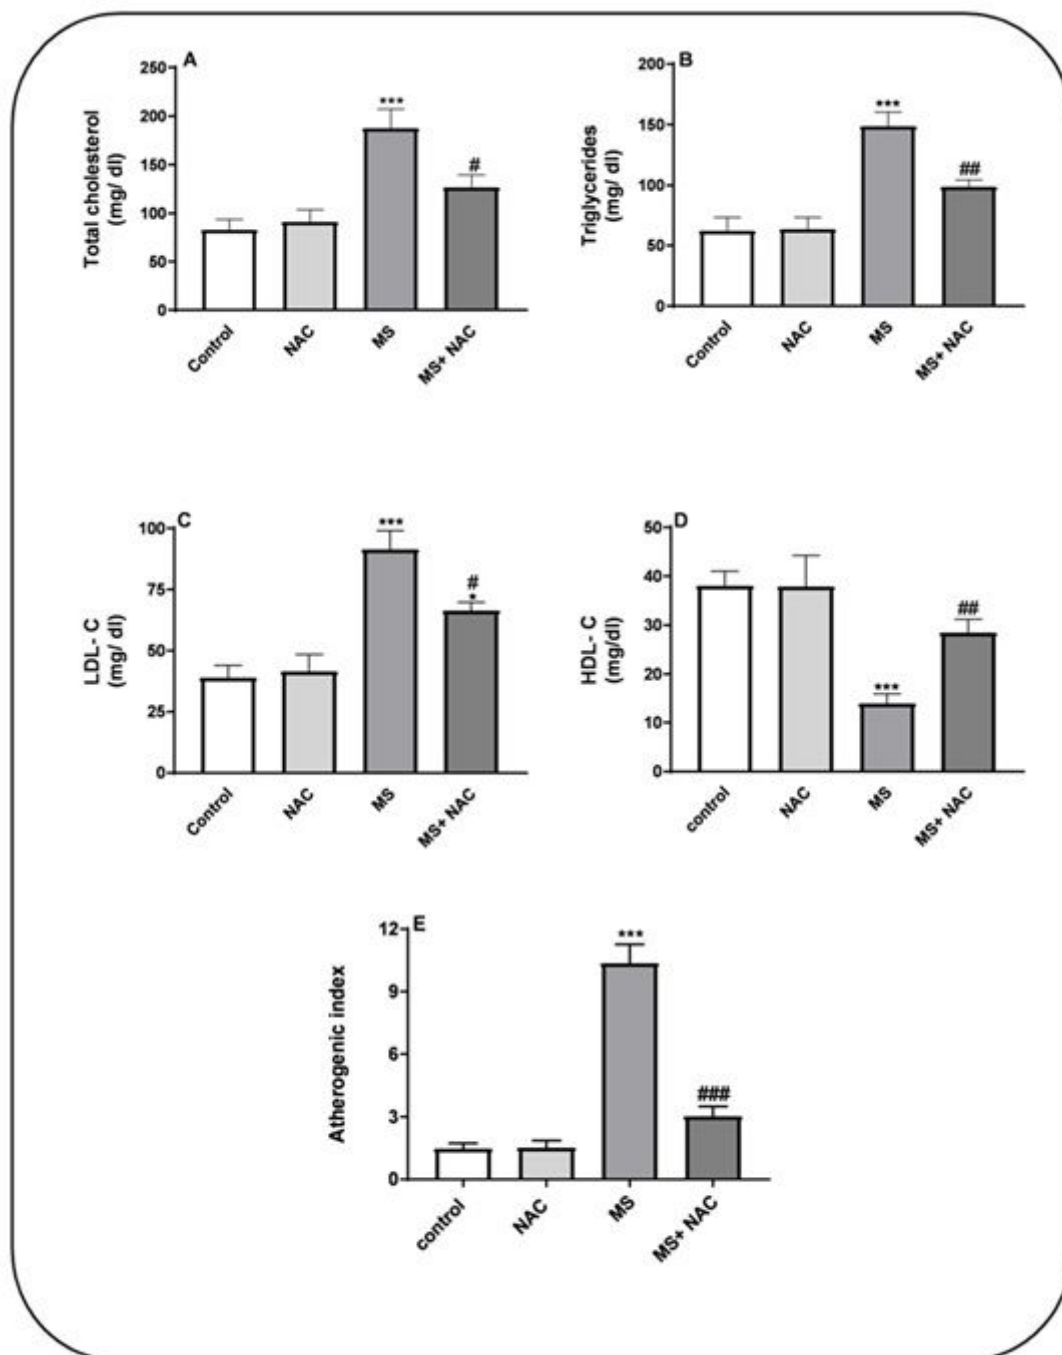 A
Total cholesterol
(mg/ dl)
250
200
150
100
50
0
***
#
Control
NAC
MS
MS+ NAC
B
Triglycerides
(mg/ dl)
200
150
100
50
0
***
##
Control
NAC
MS
MS+ NAC
C
LDL- C
(mg/ dl)
100
75
50
25
0
***
#
*
Control
NAC
MS
MS+ NAC
D
HDL- C
(mg/dl)
50
40
30
20
10
0
***
##
control
NAC
MS
MS+ NAC
E
Atherogenic index
12
9
6
3
0
***
###
control
NAC
MS
MS+ NAC